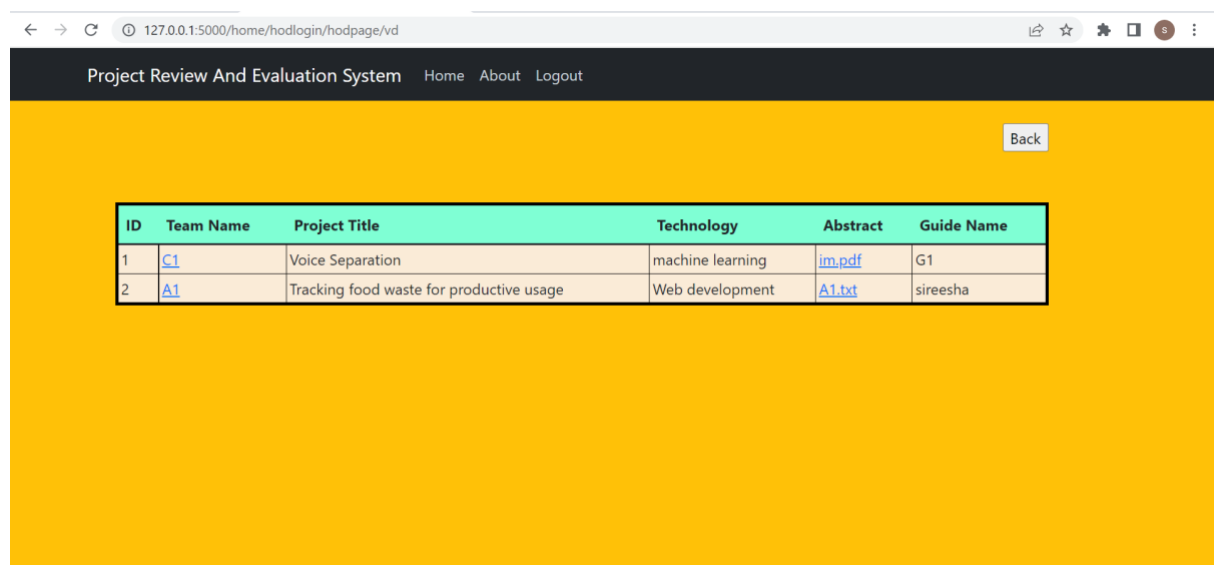 127.0.0.1:5000/home/hodlogin/hodpage/vd
S
Project Review And Evaluation System Home About Logout
Back
ID Team Name Project Title Technology Abstract Guide Name
1 C1 Voice Separation machine learning im.pdf G1
2 A1 Tracking food waste for productive usage Web development A1.txt sireesha